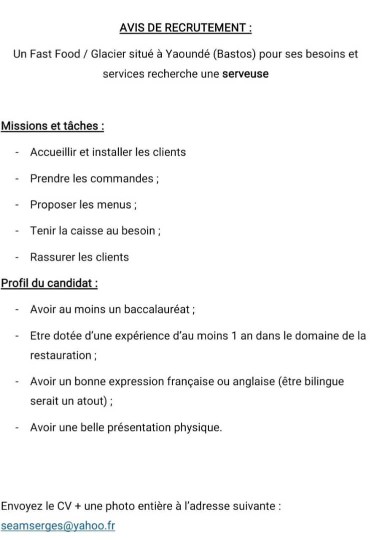 AVIS DE RECRUTEMENT :
Un Fast Food / Glacier situé à Yaoundé (Bastos) pour ses besoins et
services recherche une serveuse
Missions et tâches :
- Accueillir et installer les clients
- Prendre les commandes ;
- Proposer les menus ;
- Tenir la caisse au besoin ;
- Rassurer les clients
Profil du candidat :
- Avoir au moins un baccalauréat ;
- Etre dotée d'une expérience d'au moins 1 an dans le domaine de la
restauration ;
- Avoir un bonne expression française ou anglaise (être bilingue
serait un atout) ;
- Avoir une belle présentation physique.
Envoyez le CV + une photo entière à l'adresse suivante :
seamserges@yahoo.fr